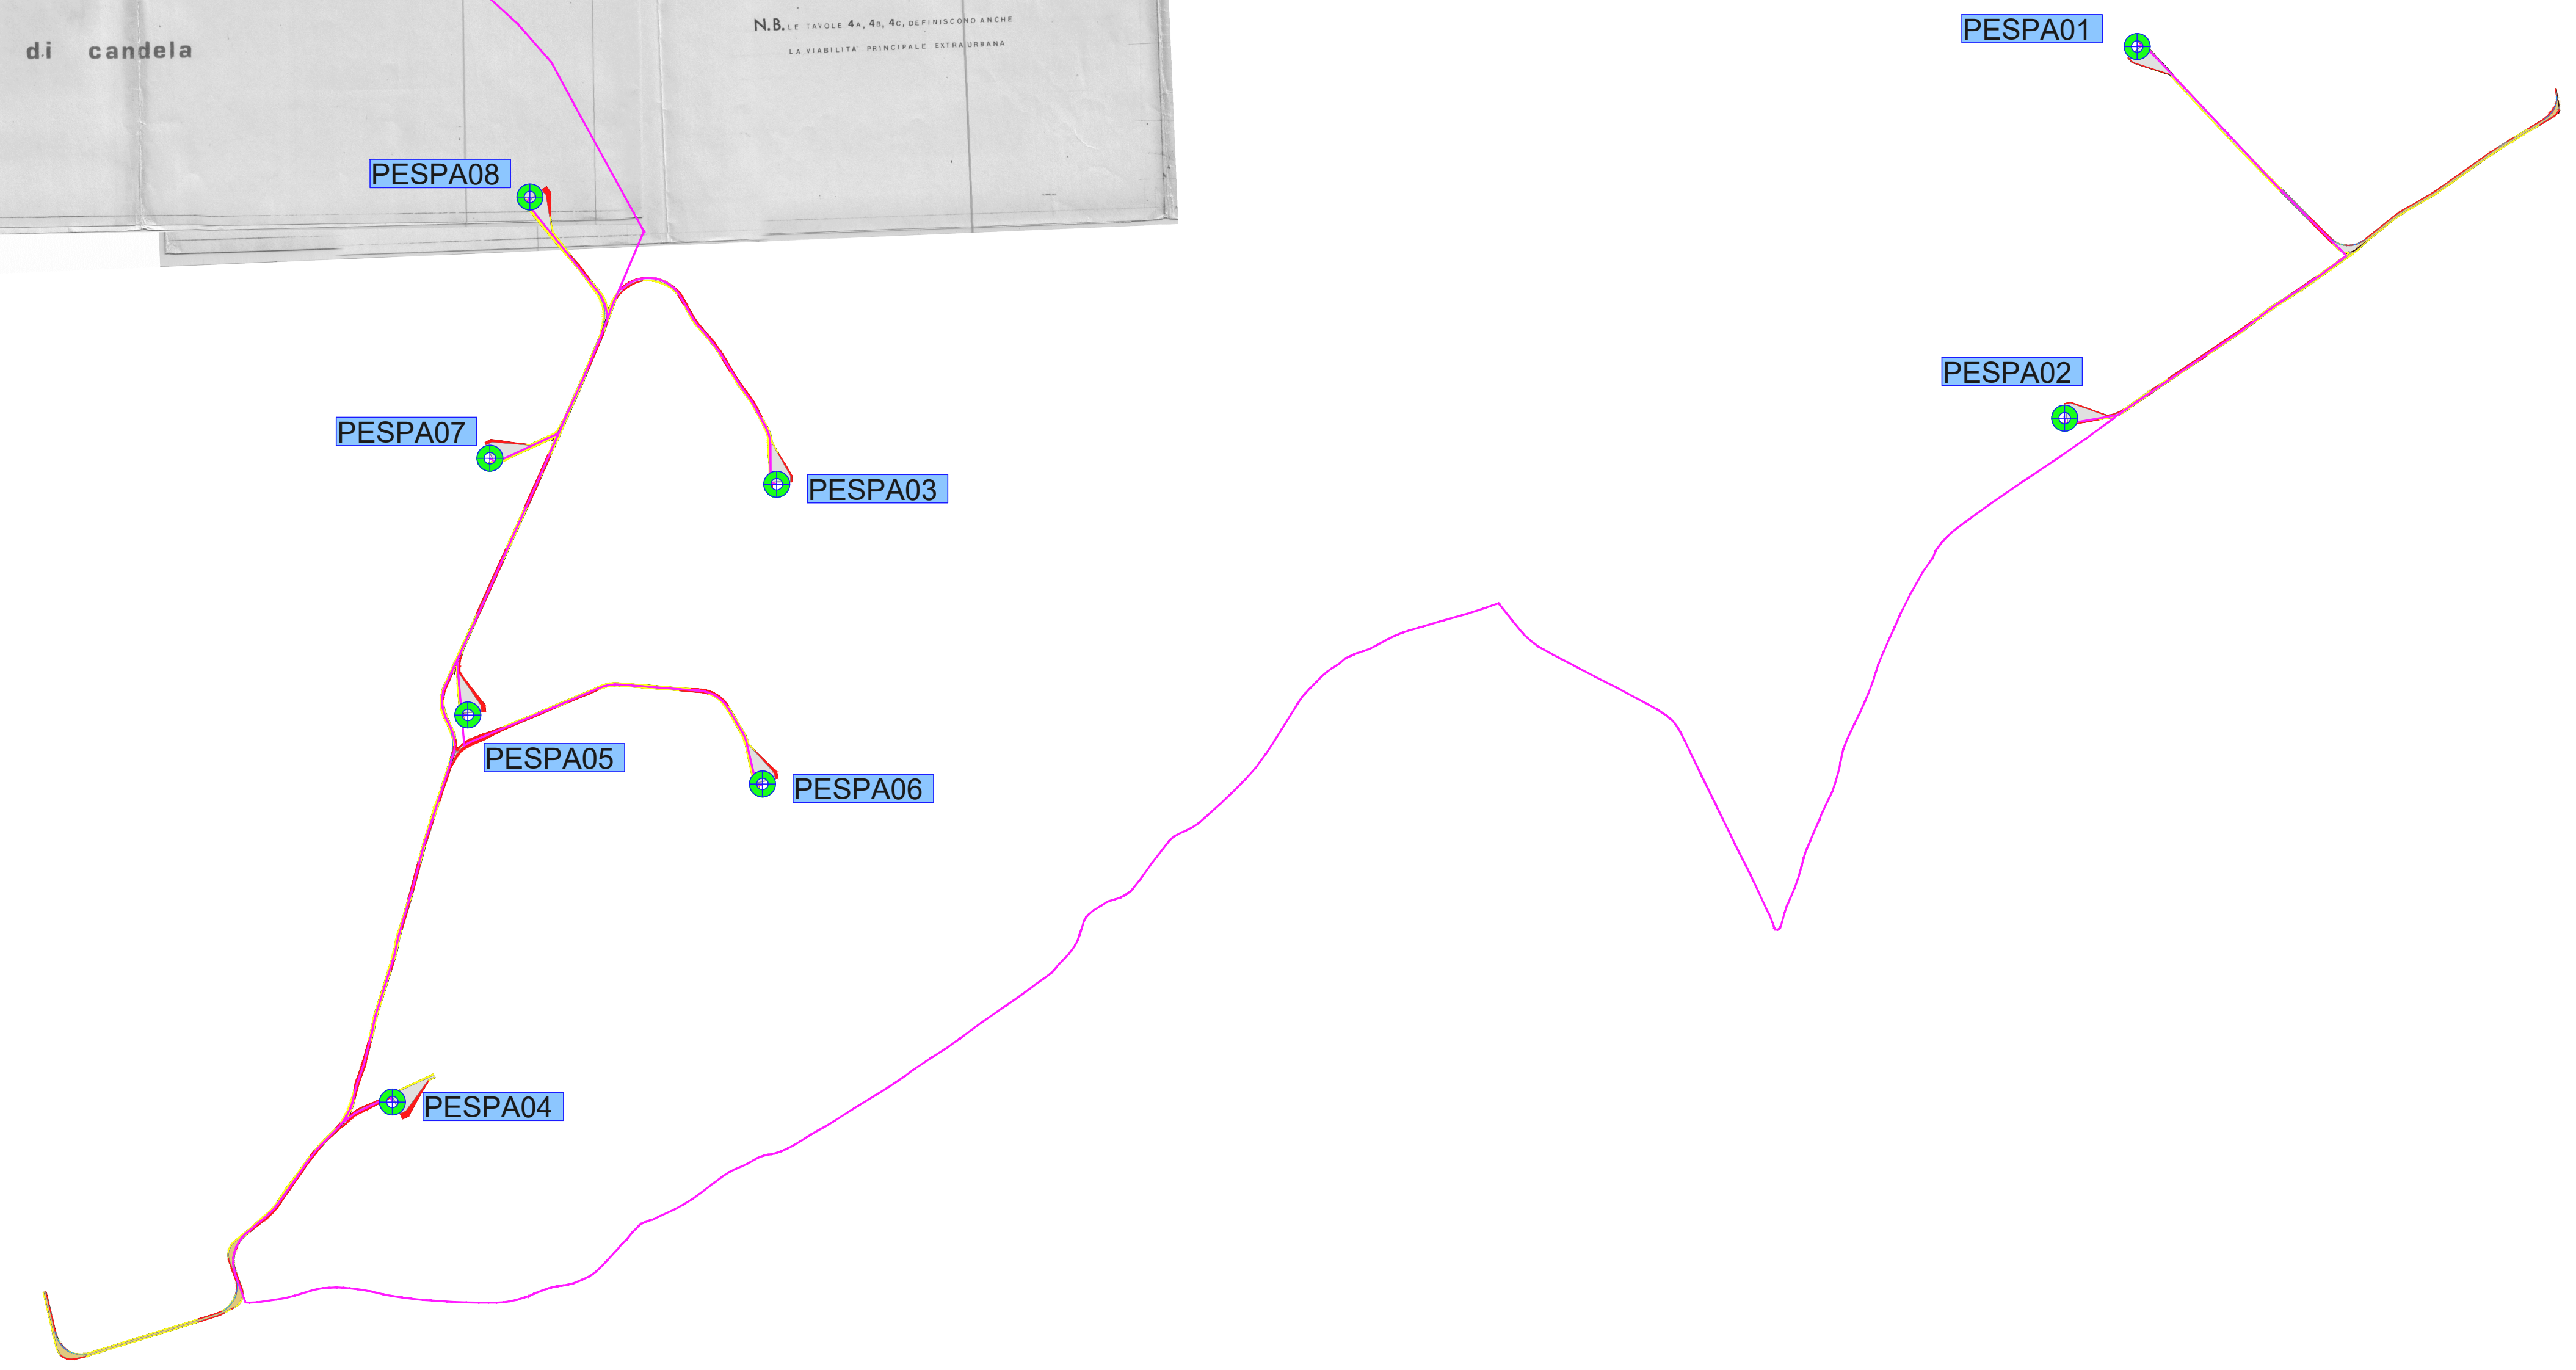 di candela
N.B. LE TAVOLE 4A, 4B, 4C, DEFINISCONO ANCHE
LA VIABILITA' PRINCIPALE EXTRAURBANA
PESPA01
PESPA08
PESPA02
PESPA07
PESPA03
PESPA05
PESPA06
PESPA04